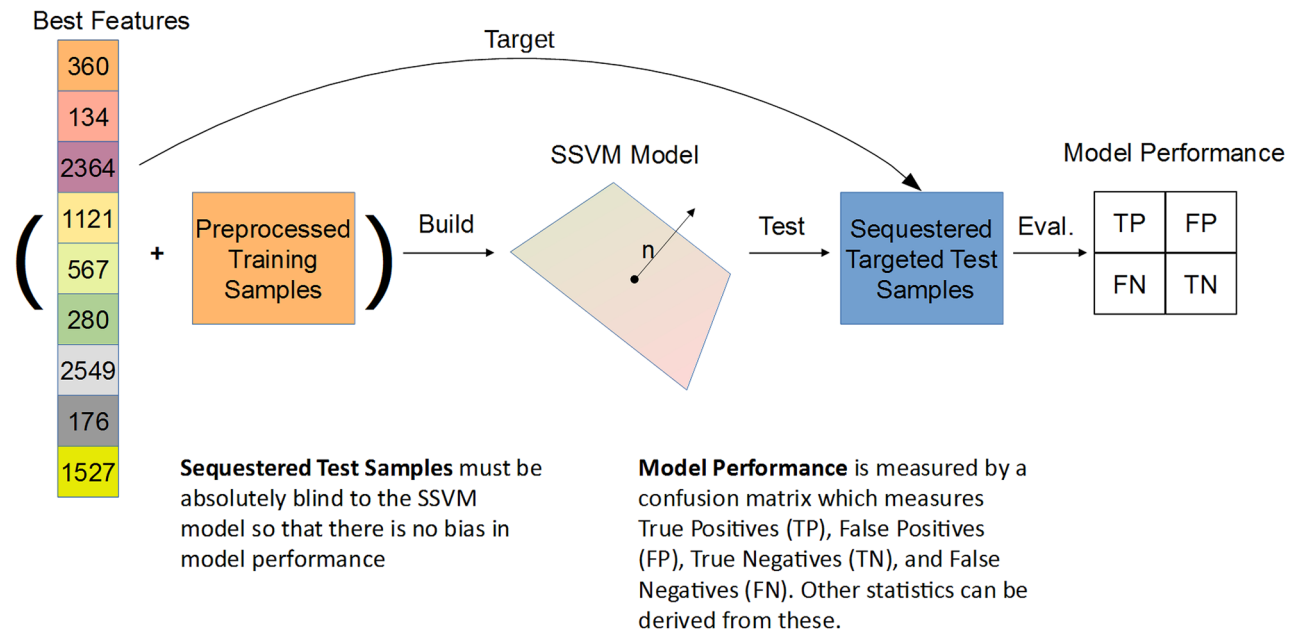 Best Features
360
134
2364
1121
567
280
2549
176
1527
Target
(
+
Preprocessed
Training
Samples
)
Build
SSVM Model
n
Test
Sequestered
Targeted Test
Samples
Eval.
Model Performance
TP FP
FN TN
Sequestered Test Samples must be
absolutely blind to the SSVM
model so that there is no bias in
model performance
Model Performance is measured by a
confusion matrix which measures
True Positives (TP), False Positives
(FP), True Negatives (TN), and False
Negatives (FN). Other statistics can be
derived from these.